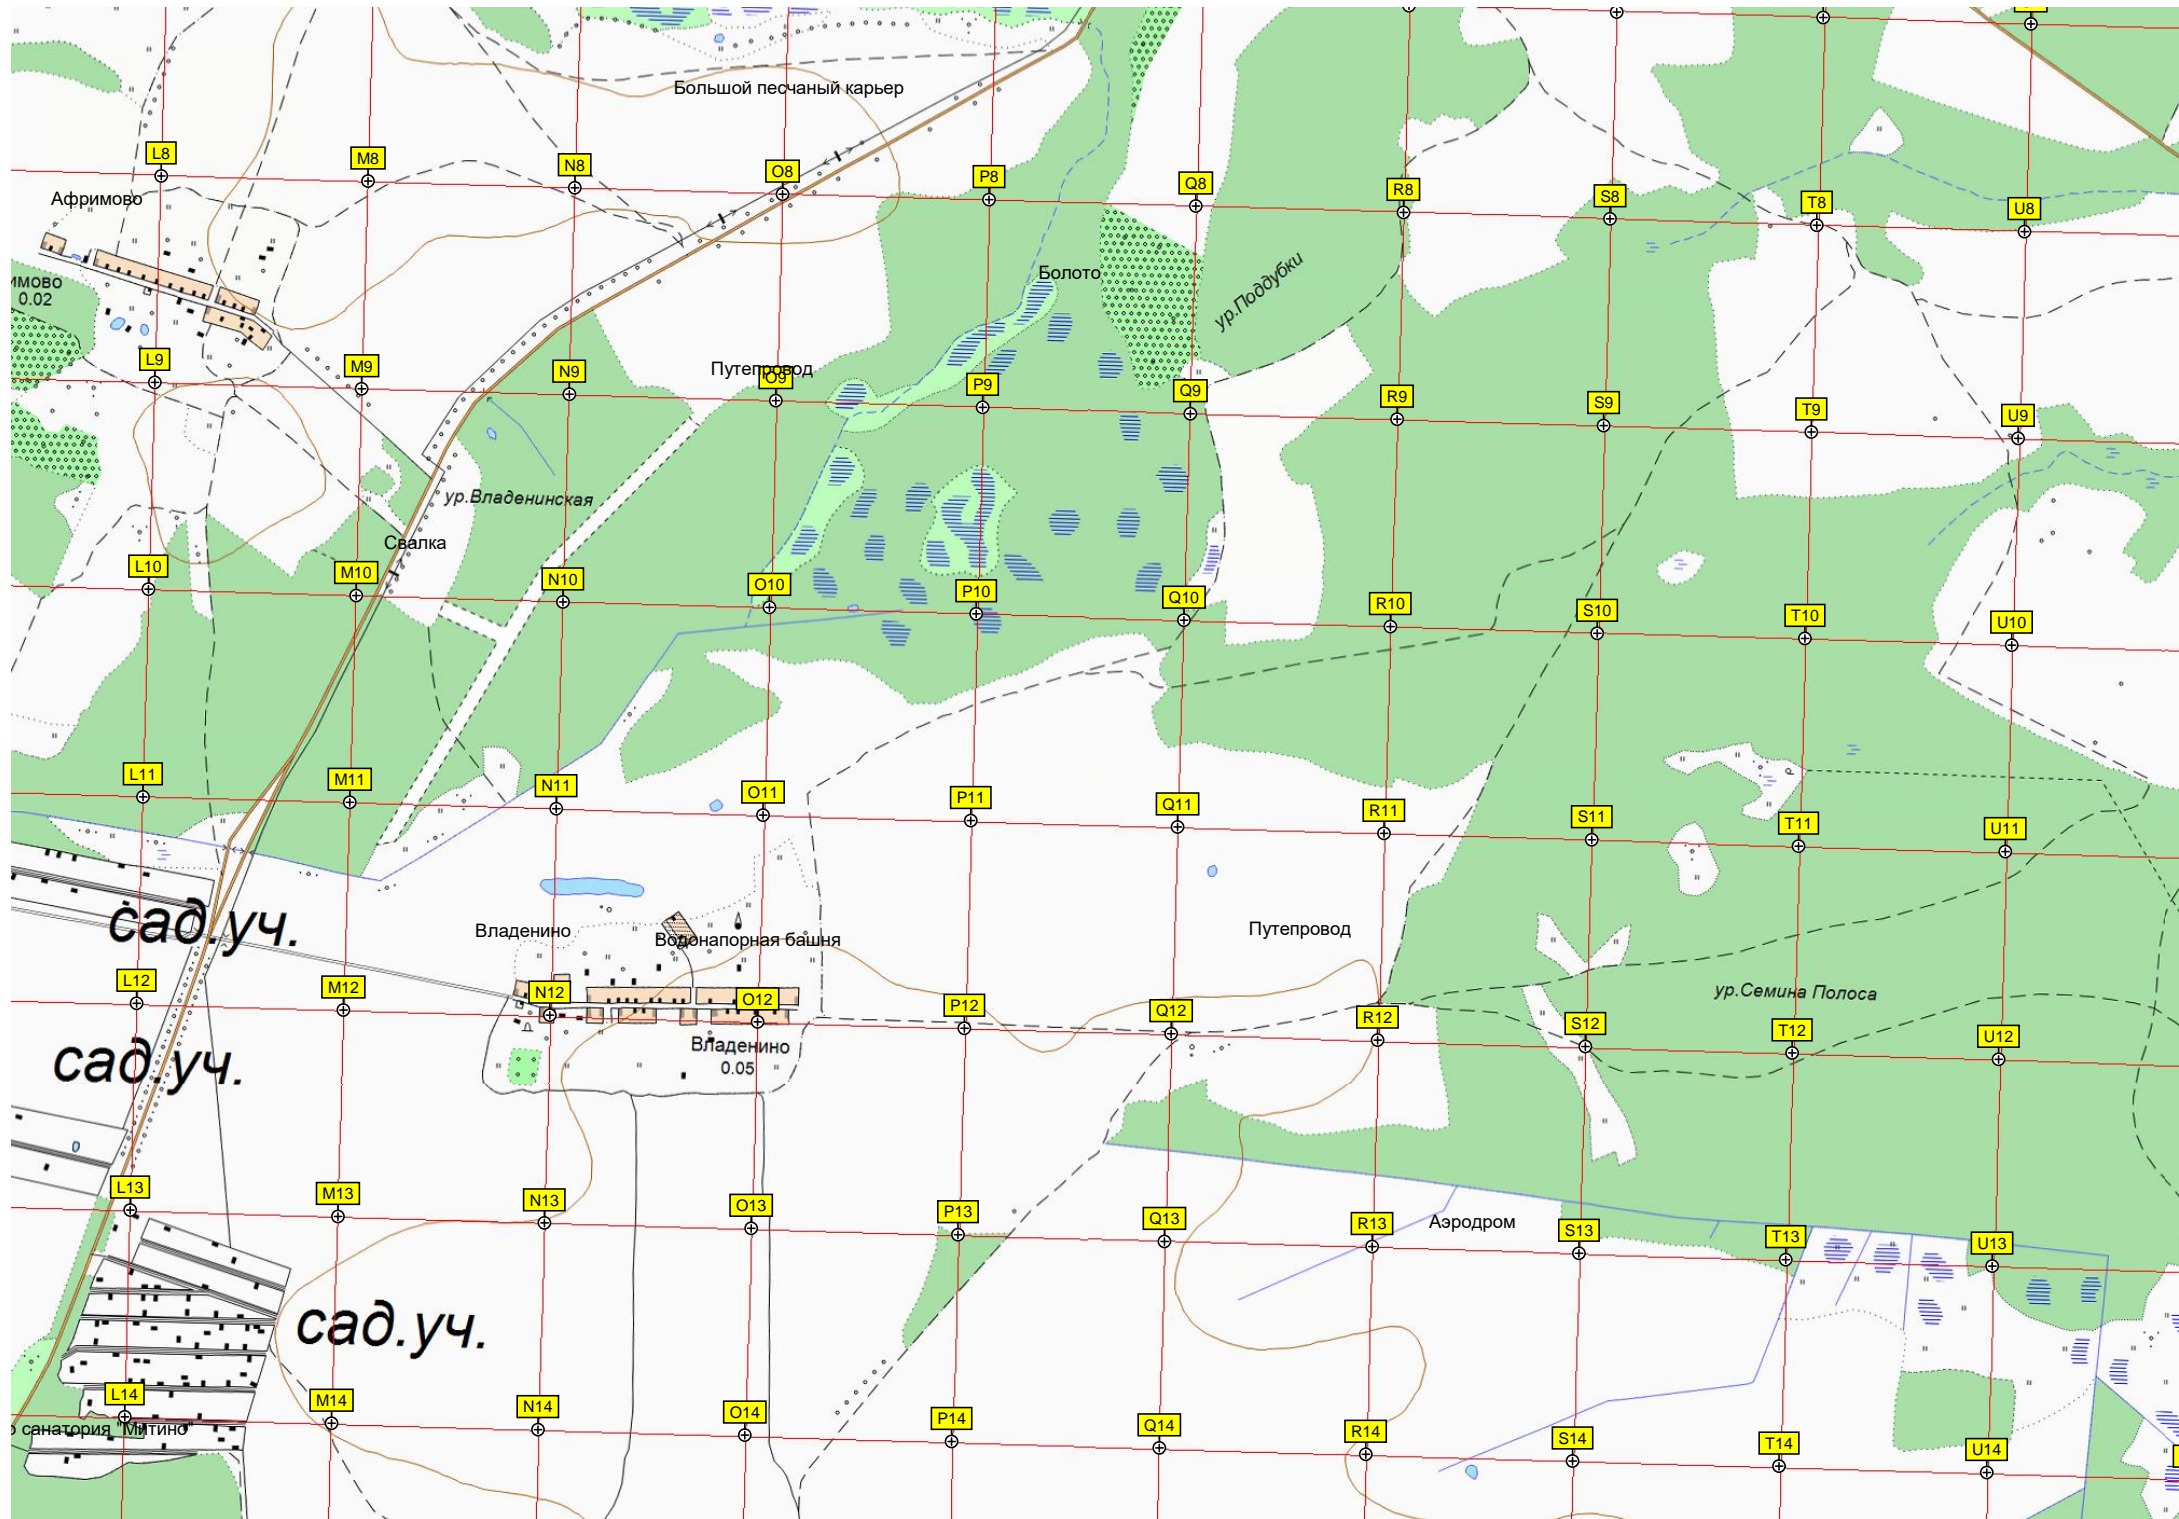 Большой песчаный карьер
L8
M8
N8
O8
P8
Q8
R8
S8
T8
U8
Афримово
Болото
ур.Поддубки
имово
0.02
L9
M9
N9
Путепровод
O9
P9
Q9
R9
S9
T9
U9
ур.Владенинская
Свалка
L10
M10
N10
O10
P10
Q10
R10
S10
T10
U10
L11
M11
N11
O11
P11
Q11
R11
S11
T11
U11
сад.уч.
Владенино
Водонапорная башня
Путепровод
L12
M12
N12
O12
P12
Q12
R12
S12
T12
U12
ур.Семина Полоса
сад.уч.
Владенино
0.05
L13
M13
N13
O13
P13
Q13
R13
Аэродром
S13
T13
U13
сад.уч.
L14
M14
N14
O14
P14
Q14
R14
S14
T14
U14
санатория "Митино"